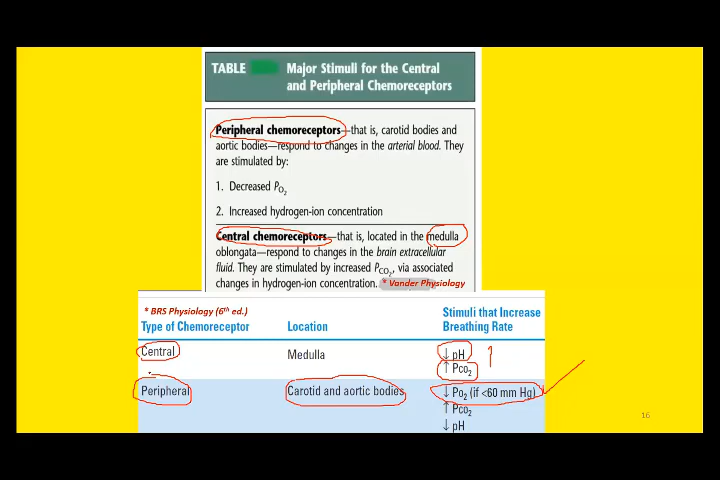 TABLE Major Stimuli for the Central
and Peripheral Chemoreceptors
Peripheral chemoreceptors—that is, carotid bodies and
aortic bodies—respond to changes in the arterial blood. They
are stimulated by:
1. Decreased PO₂
2. Increased hydrogen-ion concentration
Central chemoreceptors—that is, located in the medulla
oblongata—respond to changes in the brain extracellular
fluid. They are stimulated by increased PCO₂, via associated
changes in hydrogen-ion concentration. * Vander Physiology
* BRS Physiology (6th ed.)
Type of Chemoreceptor Location Stimuli that Increase Breathing Rate
Central Medulla ↓ pH
↑ Pco₂
Peripheral Carotid and aortic bodies ↓ Po₂ (if <60 mm Hg)
↑ Pco₂
↓ pH
16